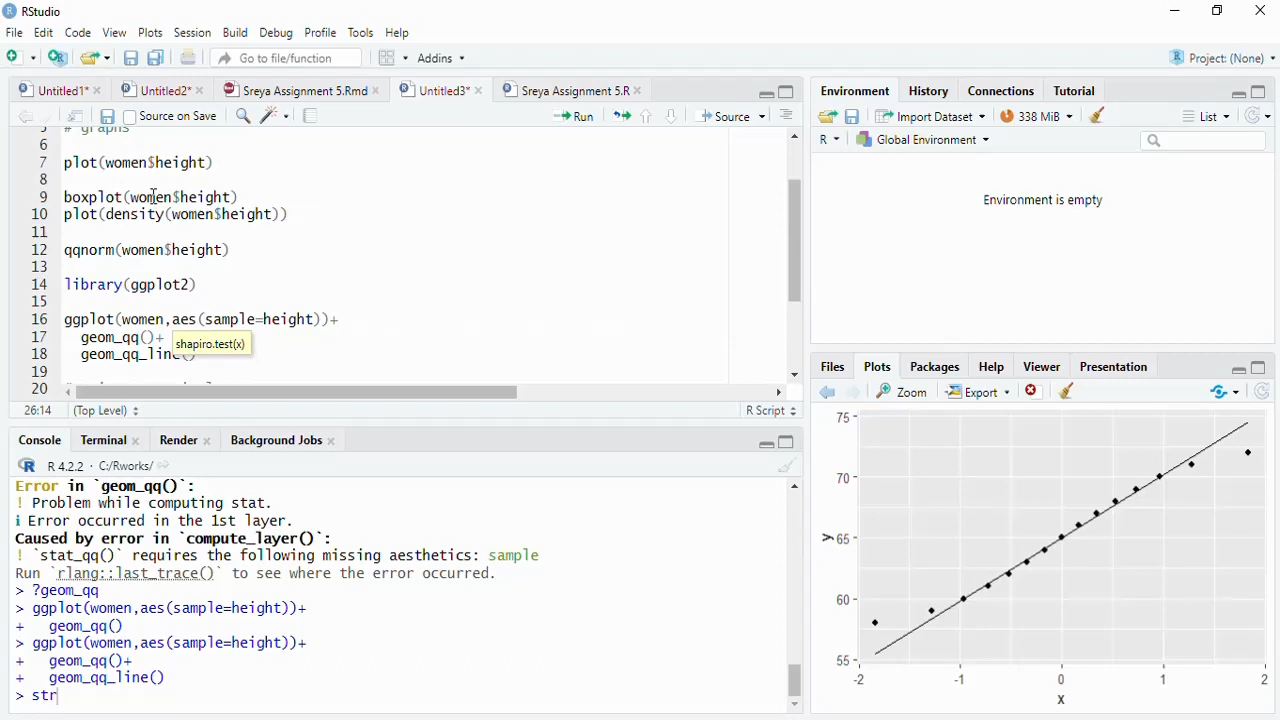 RStudio
File Edit Code View Plots Session Build Debug Profile Tools Help
Go to file/function Addins Project: (None)
Untitled1* Untitled2* Sreya Assignment 5.Rmd Untitled3* Sreya Assignment 5.R
Source on Save Run Source
# graphs
6
7 plot(women$height)
8
9 boxplot(women$height)
10 plot(density(women$height))
11
12 qqnorm(women$height)
13
14 library(ggplot2)
15
16 ggplot(women,aes(sample=height))+
17 geom_qq()+
shapiro.test(x)
18 geom_qq_line()
19
20
26:14 (Top Level) R Script
Console Terminal Render Background Jobs
R 4.2.2 · C:/Rworks/
Error in `geom_qq()`:
! Problem while computing stat.
ℹ Error occurred in the 1st layer.
Caused by error in `compute_layer()`:
! `stat_qq()` requires the following missing aesthetics: sample
Run `rlang::last_trace()` to see where the error occurred.
> ?geom_qq
> ggplot(women,aes(sample=height))+
+ geom_qq()
> ggplot(women,aes(sample=height))+
+ geom_qq()+
+ geom_qq_line()
> str
Environment History Connections Tutorial
Import Dataset 338 MiB List
R Global Environment
Environment is empty
Files Plots Packages Help Viewer Presentation
Zoom Export
75
70
65
60
55
y
-2 -1 0 1 2
x